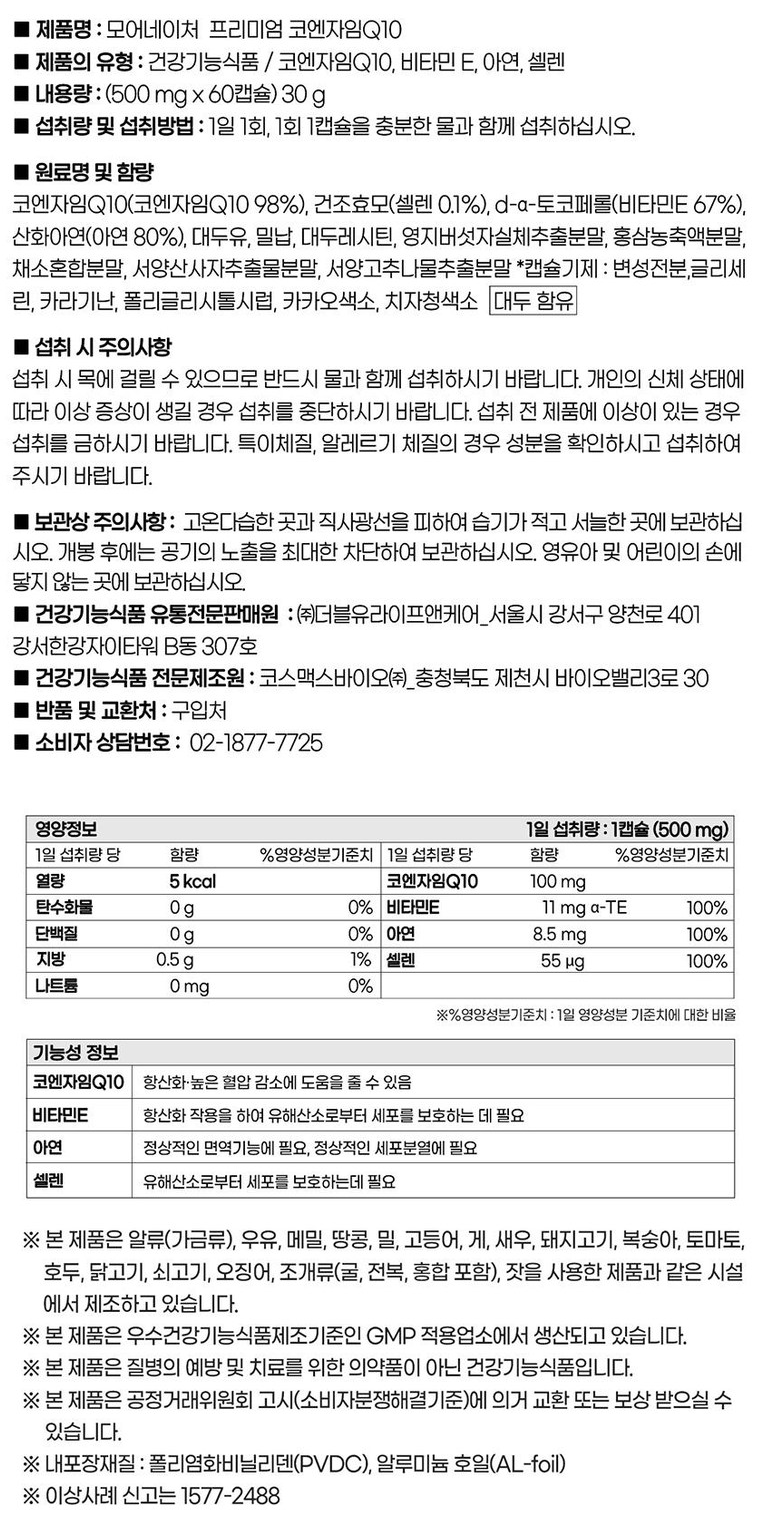 ■ 제품명 : 모어네이처 프리미엄 코엔자임Q10
■ 제품의 유형 : 건강기능식품 / 코엔자임Q10, 비타민 E, 아연, 셀렌
■ 내용량 : (500 mg x 60캡슐) 30 g
■ 섭취량 및 섭취방법 : 1일 1회, 1회 1캡슐을 충분한 물과 함께 섭취하십시오.
■ 원료명 및 함량
코엔자임Q10(코엔자임Q10 98%), 건조효모(셀렌 0.1%), d-α-토코페롤(비타민E 67%),
산화아연(아연 80%), 대두유, 밀납, 대두레시틴, 영지버섯자실체추출분말, 홍삼농축액분말,
채소혼합분말, 서양산사자추출물분말, 서양고추나물추출분말 *캡슐기제 : 변성전분,글리세
린, 카라기난, 폴리글리시톨시럽, 카카오색소, 치자청색소 대두 함유
■ 섭취 시 주의사항
섭취 시 목에 걸릴 수 있으므로 반드시 물과 함께 섭취하시기 바랍니다. 개인의 신체 상태에
따라 이상 증상이 생길 경우 섭취를 중단하시기 바랍니다. 섭취 전 제품에 이상이 있는 경우
섭취를 금하시기 바랍니다. 특이체질, 알레르기 체질의 경우 성분을 확인하시고 섭취하여
주시기 바랍니다.
■ 보관상 주의사항 : 고온다습한 곳과 직사광선을 피하여 습기가 적고 서늘한 곳에 보관하십
시오. 개봉 후에는 공기의 노출을 최대한 차단하여 보관하십시오. 영유아 및 어린이의 손에
닿지 않는 곳에 보관하십시오.
■ 건강기능식품 유통전문판매원 : ㈜더블유라이프앤케어_서울시 강서구 양천로 401
강서한강자이타워 B동 307호
■ 건강기능식품 전문제조원 : 코스맥스바이오㈜_충청북도 제천시 바이오밸리3로 30
■ 반품 및 교환처 : 구입처
■ 소비자 상담번호 : 02-1877-7725
영양정보 1일 섭취량 : 1캡슐 (500 mg)
1일 섭취량 당 함량 %영양성분기준치 1일 섭취량 당 함량 %영양성분기준치
열량 5 kcal 코엔자임Q10 100 mg
탄수화물 0 g 0% 비타민E 11 mg α-TE 100%
단백질 0 g 0% 아연 8.5 mg 100%
지방 0.5 g 1% 셀렌 55 μg 100%
나트륨 0 mg 0%
※%영양성분기준치 : 1일 영양성분 기준치에 대한 비율
기능성 정보
코엔자임Q10 항산화·높은 혈압 감소에 도움을 줄 수 있음
비타민E 항산화 작용을 하여 유해산소로부터 세포를 보호하는 데 필요
아연 정상적인 면역기능에 필요, 정상적인 세포분열에 필요
셀렌 유해산소로부터 세포를 보호하는데 필요
※ 본 제품은 알류(가금류), 우유, 메밀, 땅콩, 밀, 고등어, 게, 새우, 돼지고기, 복숭아, 토마토,
호두, 닭고기, 쇠고기, 오징어, 조개류(굴, 전복, 홍합 포함), 잣을 사용한 제품과 같은 시설
에서 제조하고 있습니다.
※ 본 제품은 우수건강기능식품제조기준인 GMP 적용업소에서 생산되고 있습니다.
※ 본 제품은 질병의 예방 및 치료를 위한 의약품이 아닌 건강기능식품입니다.
※ 본 제품은 공정거래위원회 고시(소비자분쟁해결기준)에 의거 교환 또는 보상 받으실 수
있습니다.
※ 내포장재질 : 폴리염화비닐리덴(PVDC), 알루미늄 호일(AL-foil)
※ 이상사례 신고는 1577-2488